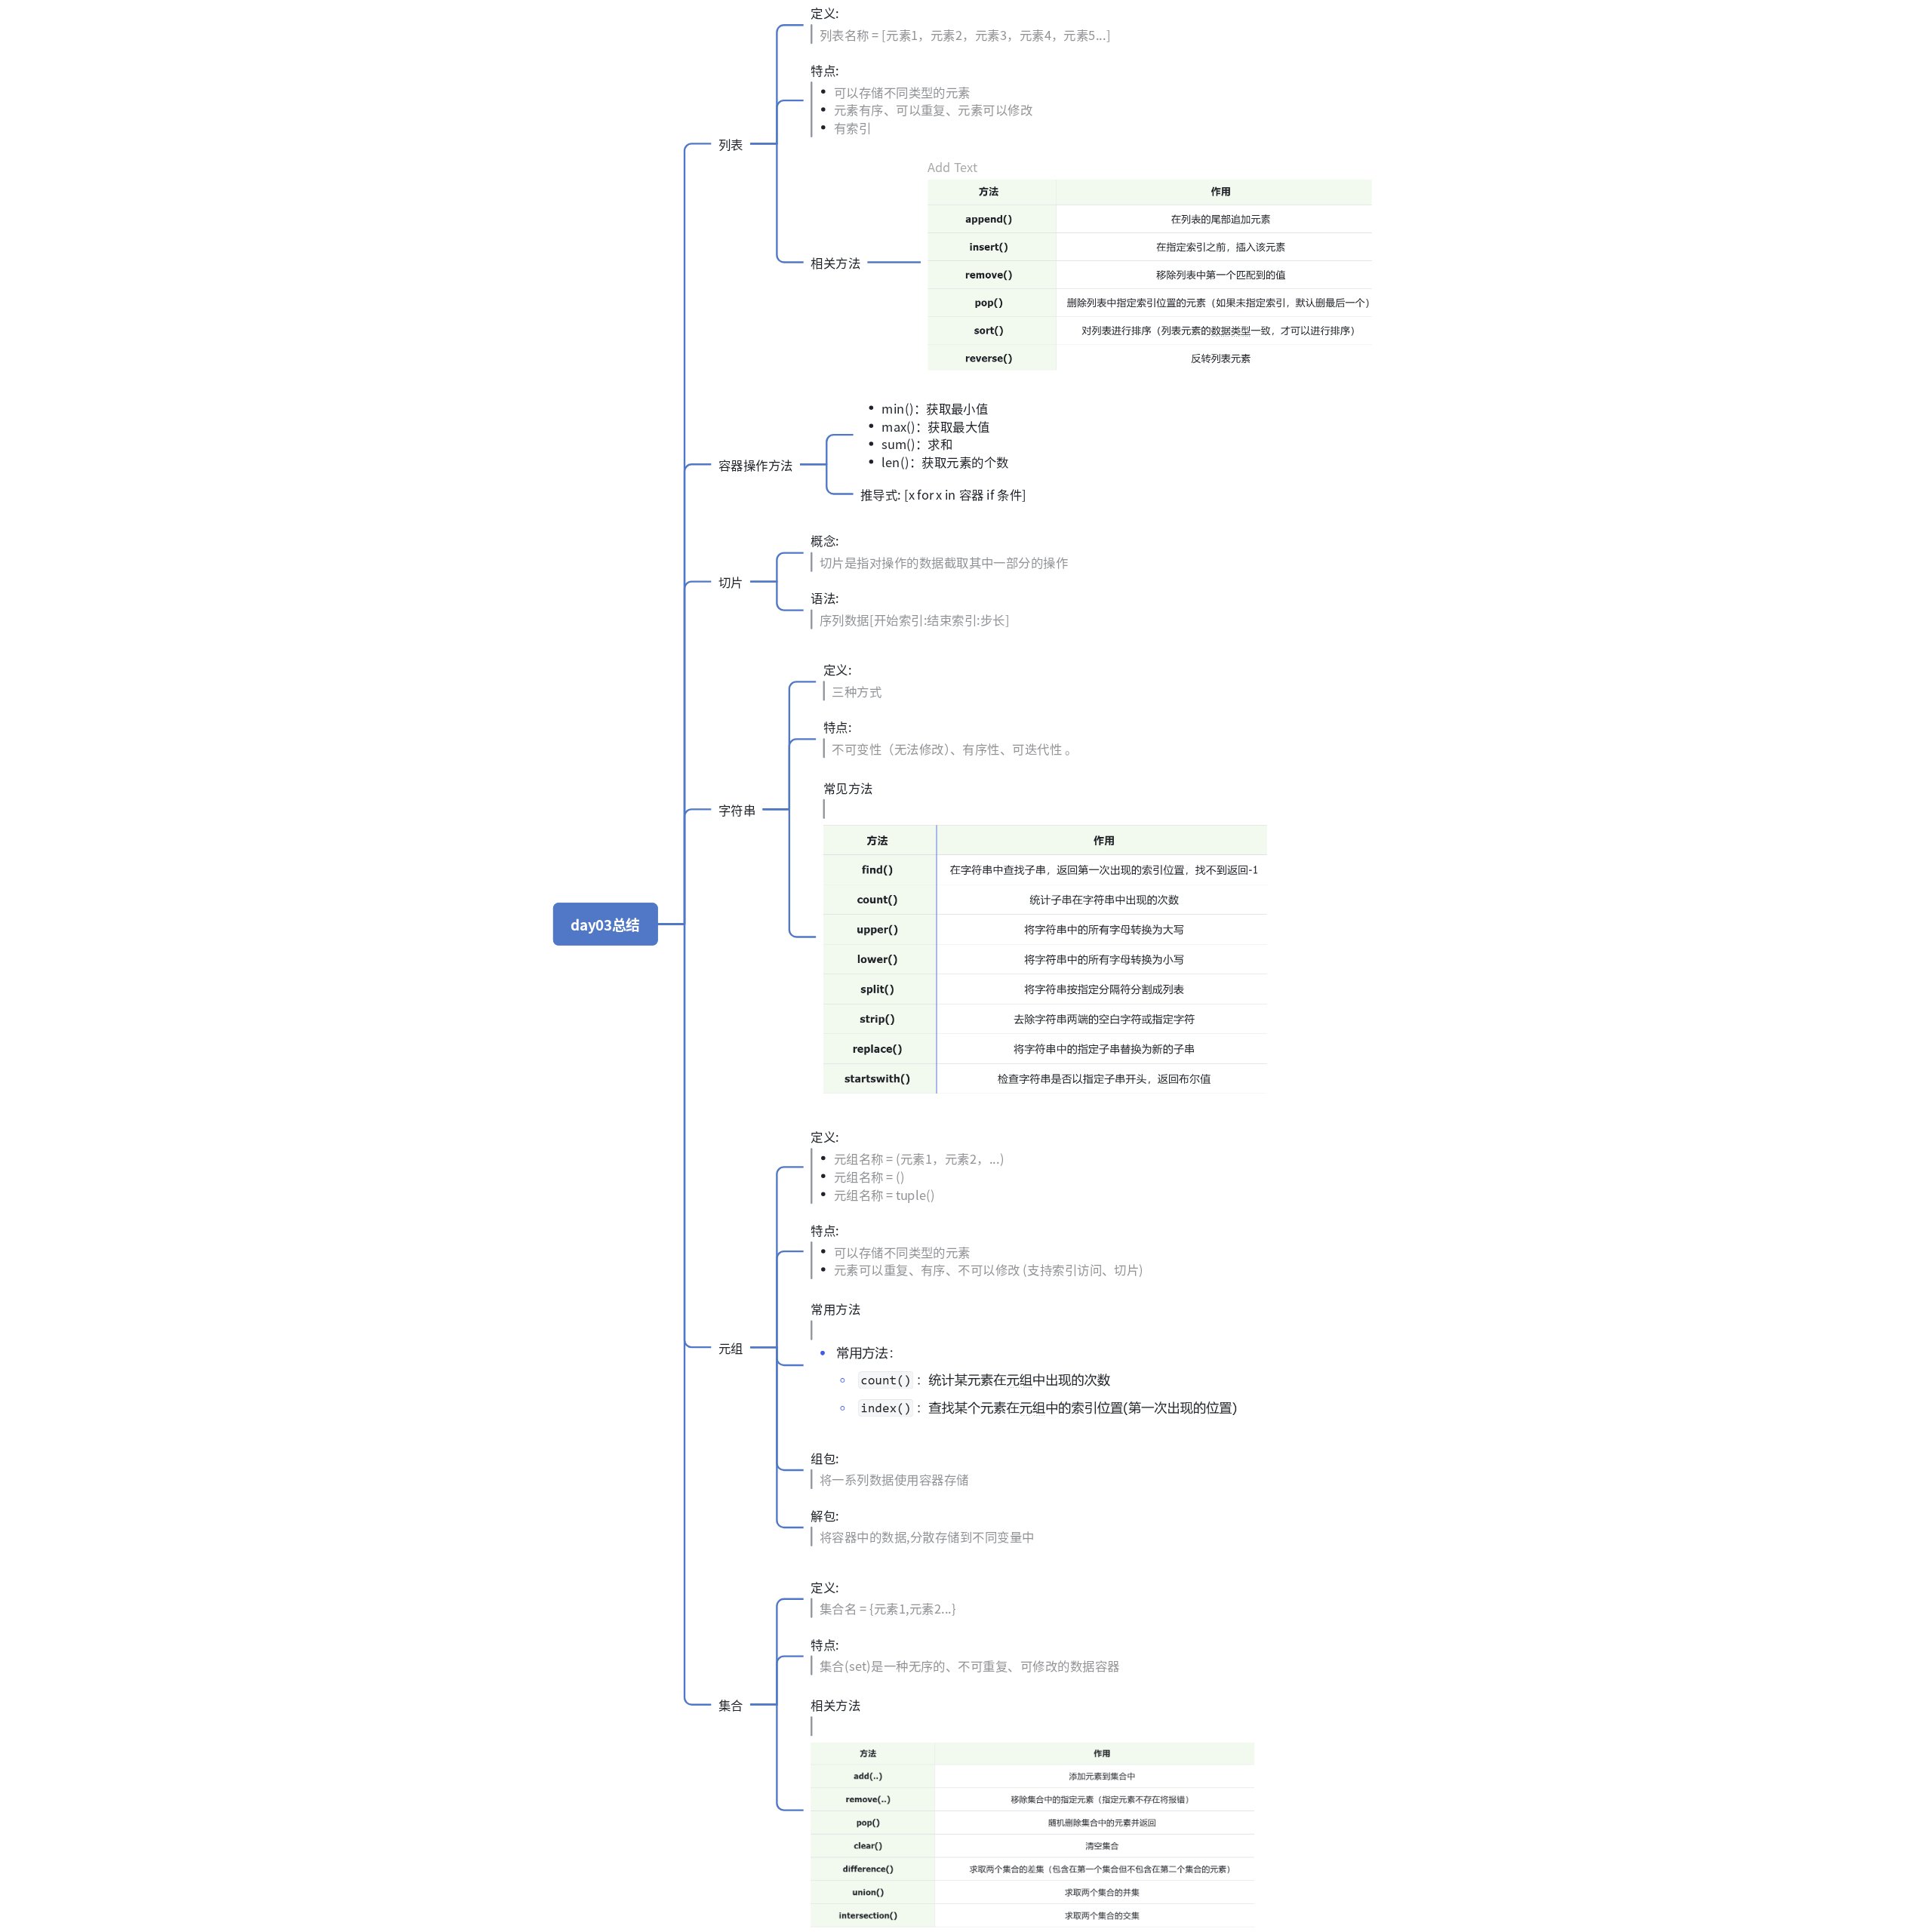 day03总结
列表
定义:
列表名称 = [元素1，元素2，元素3，元素4，元素5...]
特点:
• 可以存储不同类型的元素
• 元素有序、可以重复、元素可以修改
• 有索引
相关方法
Add Text
方法 作用
append() 在列表的尾部追加元素
insert() 在指定索引之前，插入该元素
remove() 移除列表中第一个匹配到的值
pop() 删除列表中指定索引位置的元素（如果未指定索引，默认删最后一个）
sort() 对列表进行排序（列表元素的数据类型一致，才可以进行排序）
reverse() 反转列表元素
容器操作方法
• min()：获取最小值
• max()：获取最大值
• sum()：求和
• len()：获取元素的个数
推导式: [x for x in 容器 if 条件]
切片
概念:
切片是指对操作的数据截取其中一部分的操作
语法:
序列数据[开始索引:结束索引:步长]
字符串
定义:
三种方式
特点:
不可变性（无法修改）、有序性、可迭代性 。
常见方法
方法 作用
find() 在字符串中查找子串，返回第一次出现的索引位置，找不到返回-1
count() 统计子串在字符串中出现的次数
upper() 将字符串中的所有字母转换为大写
lower() 将字符串中的所有字母转换为小写
split() 将字符串按指定分隔符分割成列表
strip() 去除字符串两端的空白字符或指定字符
replace() 将字符串中的指定子串替换为新的子串
startswith() 检查字符串是否以指定子串开头，返回布尔值
元组
定义:
• 元组名称 = (元素1，元素2，...)
• 元组名称 = ()
• 元组名称 = tuple()
特点:
• 可以存储不同类型的元素
• 元素可以重复、有序、不可以修改 (支持索引访问、切片)
常用方法
• 常用方法：
◦ count() ：统计某元素在元组中出现的次数
◦ index() ：查找某个元素在元组中的索引位置(第一次出现的位置)
组包:
将一系列数据使用容器存储
解包:
将容器中的数据,分散存储到不同变量中
集合
定义:
集合名 = {元素1,元素2...}
特点:
集合(set)是一种无序的、不可重复、可修改的数据容器
相关方法
方法 作用
add(..) 添加元素到集合中
remove(..) 移除集合中的指定元素（指定元素不存在将报错）
pop() 随机删除集合中的元素并返回
clear() 清空集合
difference() 求取两个集合的差集（包含在第一个集合但不包含在第二个集合的元素）
union() 求取两个集合的并集
intersection() 求取两个集合的交集